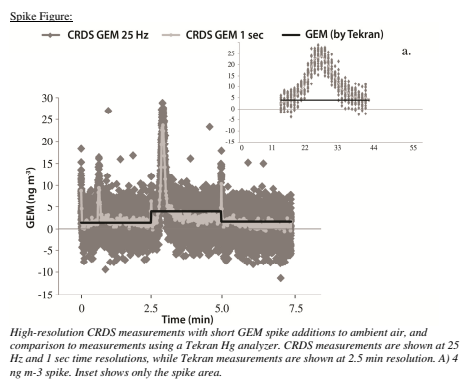 Spike Figure:
CRDS GEM 25 Hz CRDS GEM 1 sec GEM (by Tekran)
a.
25
20
15
10
5
0
-5
-10
-15
0 11 22 33 44 55
30
25
20
15
10
5
0
-5
-10
-15
GEM (ng m³)
0 2.5 5.0 7.5
Time (min)
High-resolution CRDS measurements with short GEM spike additions to ambient air, and
comparison to measurements using a Tekran Hg analyzer. CRDS measurements are shown at 25
Hz and 1 sec time resolutions, while Tekran measurements are shown at 2.5 min resolution. A) 4
ng m-3 spike. Inset shows only the spike area.